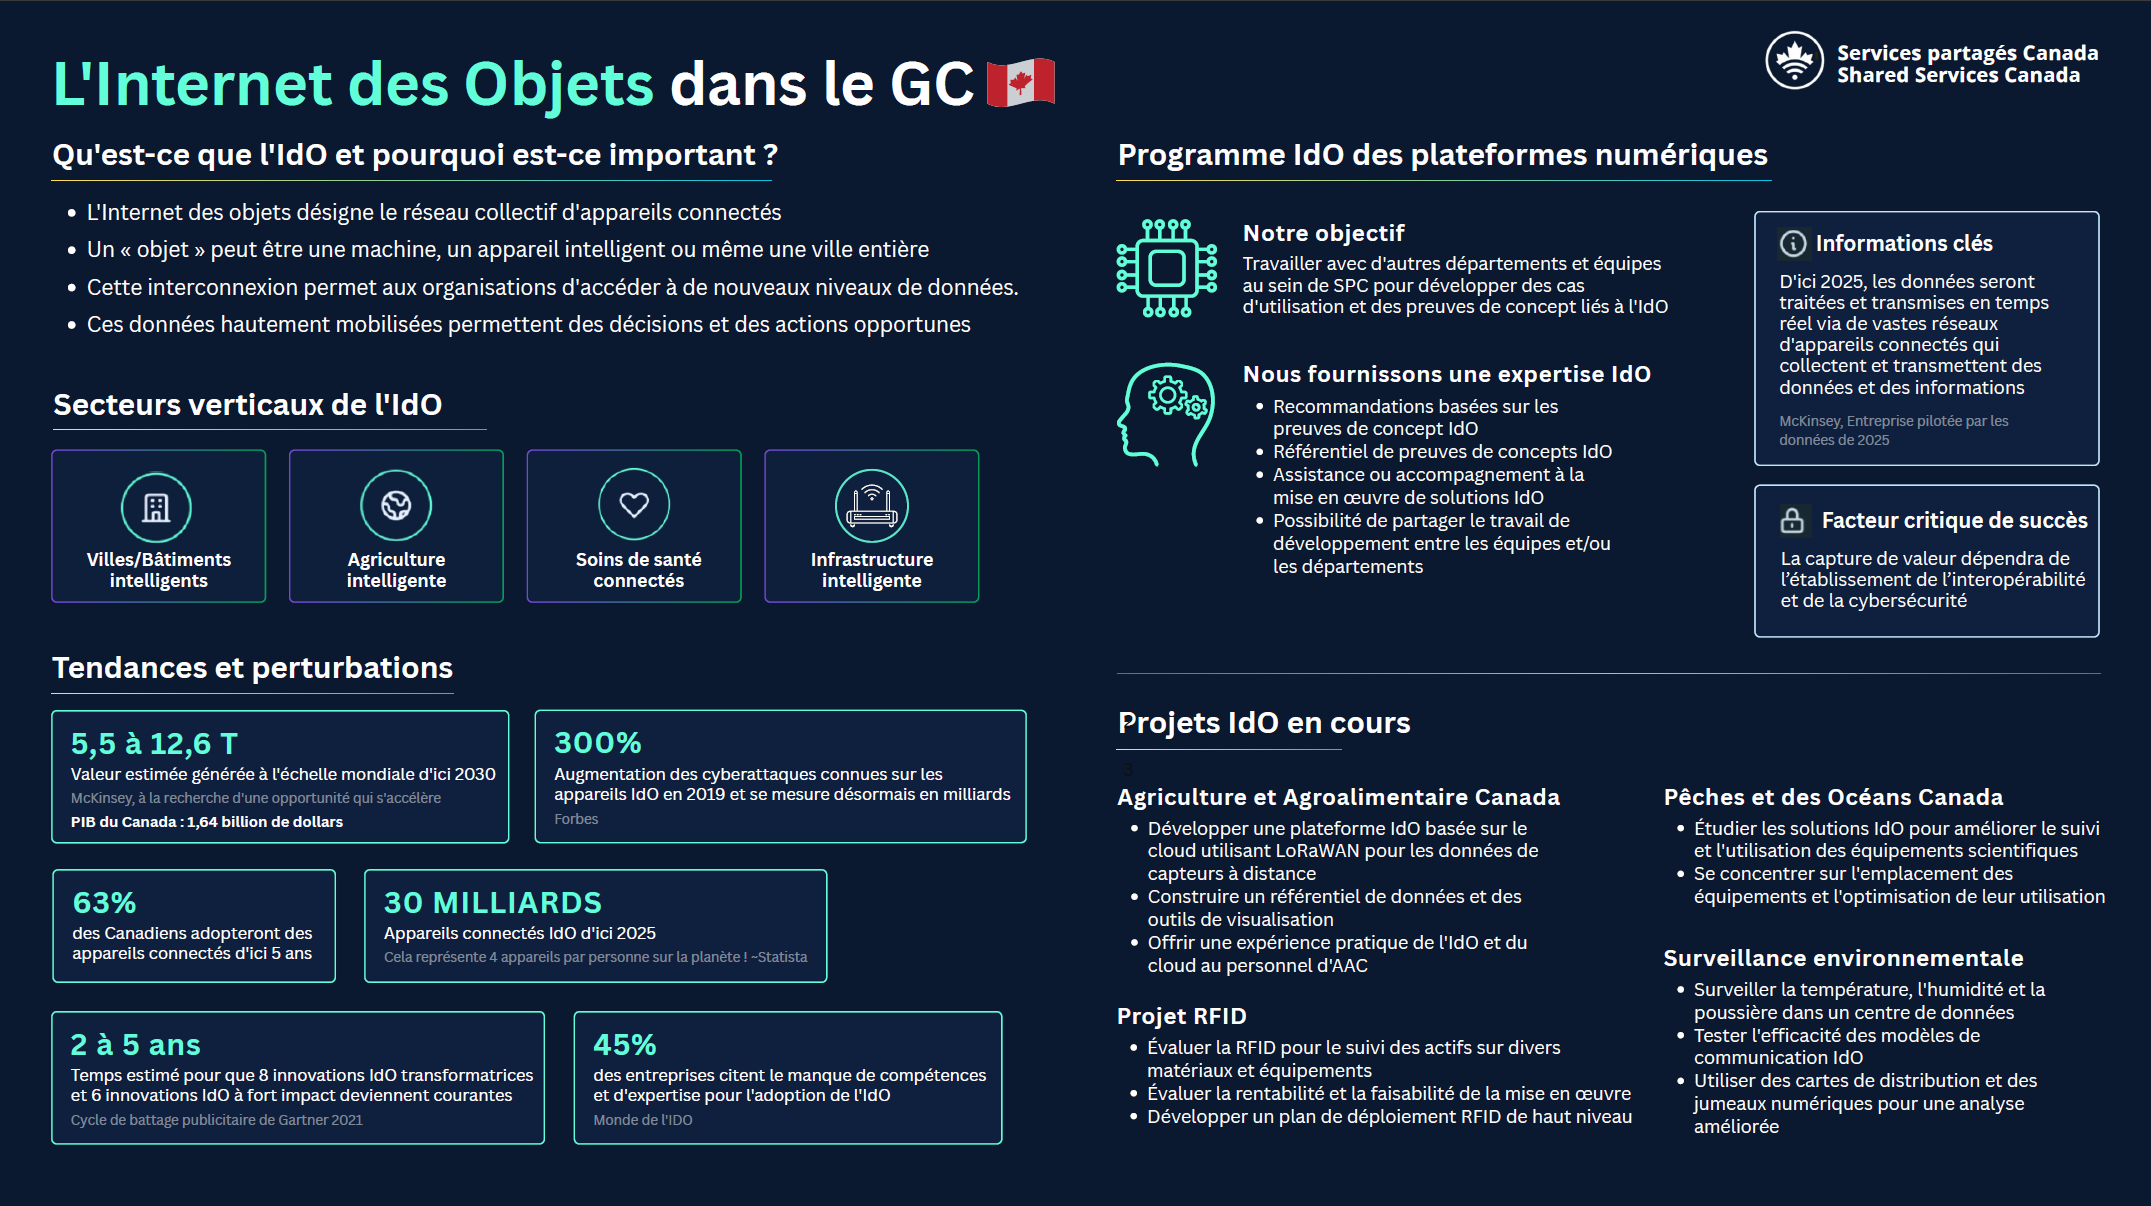 L'Internet des Objets dans le GC
Services partagés Canada
Shared Services Canada
Qu'est-ce que l'IdO et pourquoi est-ce important ?
• L'Internet des objets désigne le réseau collectif d'appareils connectés
• Un « objet » peut être une machine, un appareil intelligent ou même une ville entière
• Cette interconnexion permet aux organisations d'accéder à de nouveaux niveaux de données.
• Ces données hautement mobilisées permettent des décisions et des actions opportunes
Secteurs verticaux de l'IdO
Villes/Bâtiments
intelligents
Agriculture
intelligente
Soins de santé
connectés
Infrastructure
intelligente
Tendances et perturbations
5,5 à 12,6 T
Valeur estimée générée à l'échelle mondiale d'ici 2030
McKinsey, à la recherche d'une opportunité qui s'accélère
PIB du Canada : 1,64 billion de dollars
300%
Augmentation des cyberattaques connues sur les
appareils IdO en 2019 et se mesure désormais en milliards
Forbes
63%
des Canadiens adopteront des
appareils connectés d'ici 5 ans
30 MILLIARDS
Appareils connectés IdO d'ici 2025
Cela représente 4 appareils par personne sur la planète ! ~Statista
2 à 5 ans
Temps estimé pour que 8 innovations IdO transformatrices
et 6 innovations IdO à fort impact deviennent courantes
Cycle de battage publicitaire de Gartner 2021
45%
des entreprises citent le manque de compétences
et d'expertise pour l'adoption de l'IdO
Monde de l'IDO
Programme IdO des plateformes numériques
Notre objectif
Travailler avec d'autres départements et équipes
au sein de SPC pour développer des cas
d'utilisation et des preuves de concept liés à l'IdO
Nous fournissons une expertise IdO
• Recommandations basées sur les
preuves de concept IdO
• Référentiel de preuves de concepts IdO
• Assistance ou accompagnement à la
mise en œuvre de solutions IdO
• Possibilité de partager le travail de
développement entre les équipes et/ou
les départements
Informations clés
D'ici 2025, les données seront
traitées et transmises en temps
réel via de vastes réseaux
d'appareils connectés qui
collectent et transmettent des
données et des informations
McKinsey, Entreprise pilotée par les
données de 2025
Facteur critique de succès
La capture de valeur dépendra de
l’établissement de l’interopérabilité
et de la cybersécurité
Projets IdO en cours
3
Agriculture et Agroalimentaire Canada
• Développer une plateforme IdO basée sur le
cloud utilisant LoRaWAN pour les données de
capteurs à distance
• Construire un référentiel de données et des
outils de visualisation
• Offrir une expérience pratique de l'IdO et du
cloud au personnel d'AAC
Projet RFID
• Évaluer la RFID pour le suivi des actifs sur divers
matériaux et équipements
• Évaluer la rentabilité et la faisabilité de la mise en œuvre
• Développer un plan de déploiement RFID de haut niveau
Pêches et des Océans Canada
• Étudier les solutions IdO pour améliorer le suivi
et l'utilisation des équipements scientifiques
• Se concentrer sur l'emplacement des
équipements et l'optimisation de leur utilisation
Surveillance environnementale
• Surveiller la température, l'humidité et la
poussière dans un centre de données
• Tester l'efficacité des modèles de
communication IdO
• Utiliser des cartes de distribution et des
jumeaux numériques pour une analyse
améliorée